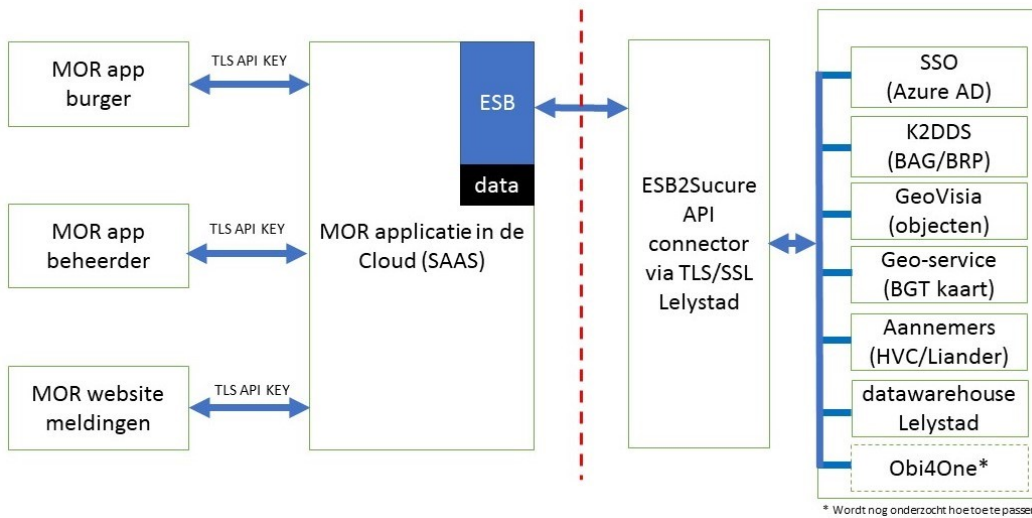 MOR app
burger
TLS API KEY
MOR app
beheerder
TLS API KEY
MOR website
meldingen
TLS API KEY
ESB
data
MOR applicatie in de
Cloud (SAAS)
ESB2Sucure
API
connector
via TLS/SSL
Lelystad
SSO
(Azure AD)
K2DDS
(BAG/BRP)
GeoVisia
(objecten)
Geo-service
(BGT kaart)
Aannemers
(HVC/Liander)
datawarehouse
Lelystad
Obi4One*
* Wordt nog onderzocht hoe toe te passen